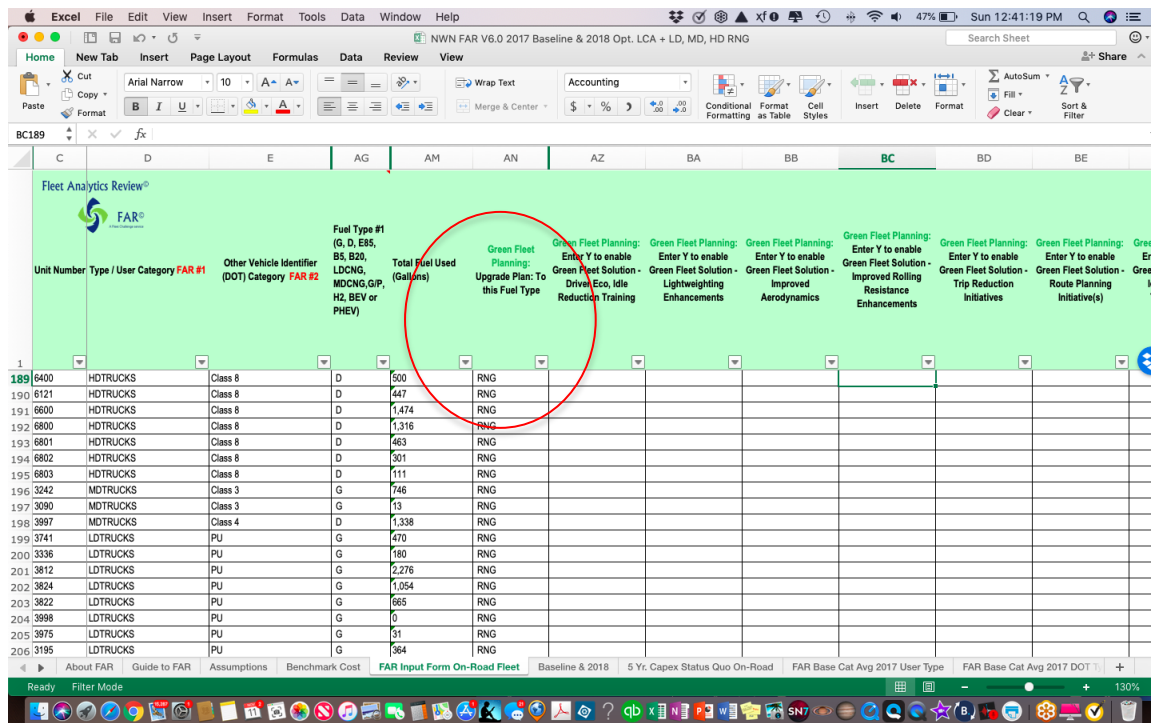 Excel File Edit View Insert Format Tools Data Window Help 47% Sun 12:41:19 PM
NWN FAR V6.0 2017 Baseline & 2018 Opt. LCA + LD, MD, HD RNG
Search Sheet
Home New Tab Insert Page Layout Formulas Data Review View Share
Paste
Cut
Copy
Format
Arial Narrow 10 A A
B I U A
Wrap Text
Merge & Center
Accounting
$ % )
Conditional Formatting
Format as Table
Cell Styles
Insert Delete Format
AutoSum
Fill
Clear
Sort & Filter
BC189 fx
C D E AG AM AN AZ BA BB BC BD BE
Fleet Analytics Review©
FAR©
Unit Number
Type / User Category FAR #1
Other Vehicle Identifier
(DOT) Category FAR #2
Fuel Type #1
(G, D, E85,
B5, B20,
LDCNG,
MDCNG,G/P,
H2, BEV or
PHEV)
Total Fuel Used
(Gallons)
Green Fleet
Planning:
Upgrade Plan: To
this Fuel Type
Green Fleet Planning:
Enter Y to enable
Green Fleet Solution -
Driver Eco, Idle
Reduction Training
Green Fleet Planning:
Enter Y to enable
Green Fleet Solution -
Lightweighting
Enhancements
Green Fleet Planning:
Enter Y to enable
Green Fleet Solution -
Improved
Aerodynamics
Green Fleet Planning:
Enter Y to enable
Green Fleet Solution -
Improved Rolling
Resistance
Enhancements
Green Fleet Planning:
Enter Y to enable
Green Fleet Solution -
Trip Reduction
Initiatives
Green Fleet Planning:
Enter Y to enable
Green Fleet Solution -
Route Planning
Initiative(s)
1
189 6400 HDTRUCKS Class 8 D 500 RNG
190 6121 HDTRUCKS Class 8 D 447 RNG
191 6600 HDTRUCKS Class 8 D 1,474 RNG
192 6800 HDTRUCKS Class 8 D 1,316 RNG
193 6801 HDTRUCKS Class 8 D 463 RNG
194 6802 HDTRUCKS Class 8 D 301 RNG
195 6803 HDTRUCKS Class 8 D 111 RNG
196 3242 MDTRUCKS Class 3 G 746 RNG
197 3090 MDTRUCKS Class 3 G 13 RNG
198 3997 MDTRUCKS Class 4 D 1,338 RNG
199 3741 LDTRUCKS PU G 470 RNG
200 3336 LDTRUCKS PU G 180 RNG
201 3812 LDTRUCKS PU G 2,276 RNG
202 3824 LDTRUCKS PU G 1,054 RNG
203 3822 LDTRUCKS PU G 665 RNG
204 3998 LDTRUCKS PU G 0 RNG
205 3975 LDTRUCKS PU G 31 RNG
206 3195 LDTRUCKS PU G 364 RNG
About FAR Guide to FAR Assumptions Benchmark Cost FAR Input Form On-Road Fleet Baseline & 2018 5 Yr. Capex Status Quo On-Road FAR Base Cat Avg 2017 User Type FAR Base Cat Avg 2017 DOT +
Ready Filter Mode - + 130%